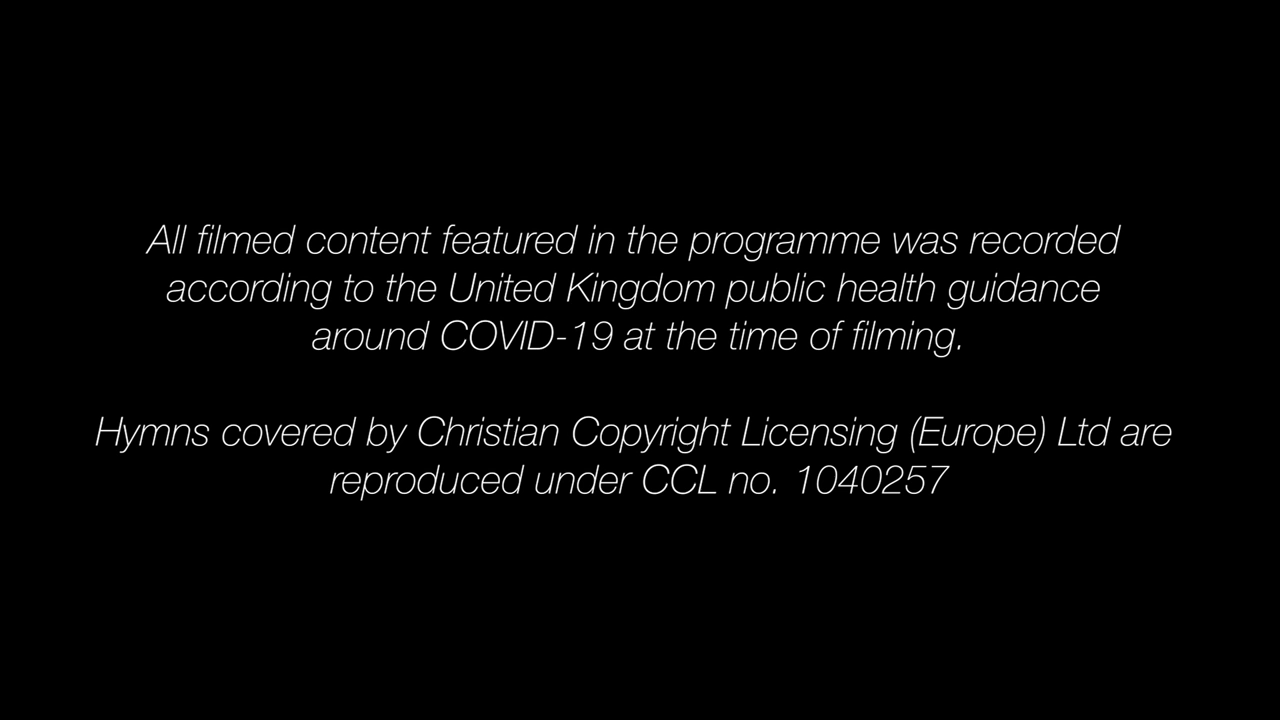 All filmed content featured in the programme was recorded
according to the United Kingdom public health guidance
around COVID-19 at the time of filming.
Hymns covered by Christian Copyright Licensing (Europe) Ltd are
reproduced under CCL no. 1040257